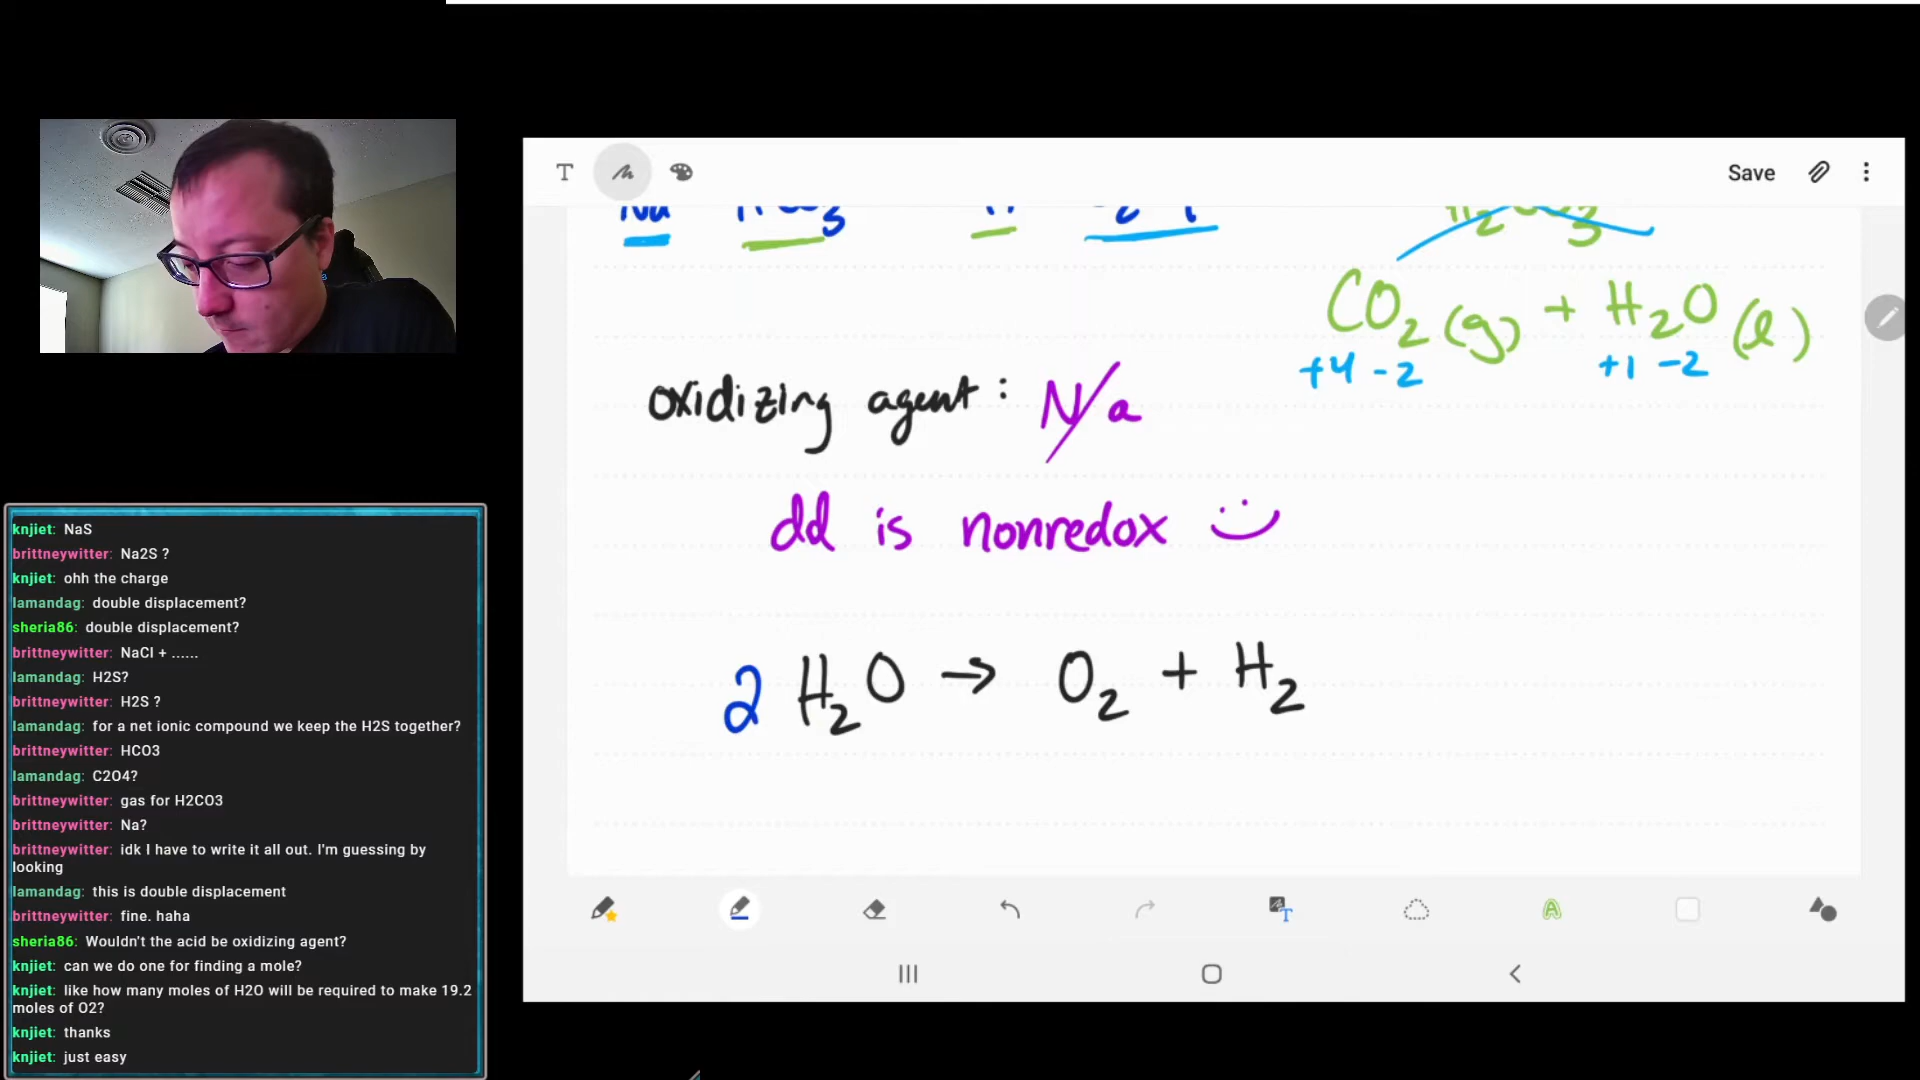 T Save
Na HCO3 H C2 H2CO3
CO2 (g) + H2O (l)
+4 -2 +1 -2
oxidizing agent: N/a
dd is nonredox
2 H2O → O2 + H2
A
T
knjiet: NaS
brittneywitter: Na2S ?
knjiet: ohh the charge
lamandag: double displacement?
sheria86: double displacement?
brittneywitter: NaCl + ......
lamandag: H2S?
brittneywitter: H2S ?
lamandag: for a net ionic compound we keep the H2S together?
brittneywitter: HCO3
lamandag: C2O4?
brittneywitter: gas for H2CO3
brittneywitter: Na?
brittneywitter: idk I have to write it all out. I'm guessing by
looking
lamandag: this is double displacement
brittneywitter: fine. haha
sheria86: Wouldn't the acid be oxidizing agent?
knjiet: can we do one for finding a mole?
knjiet: like how many moles of H2O will be required to make 19.2
moles of O2?
knjiet: thanks
knjiet: just easy